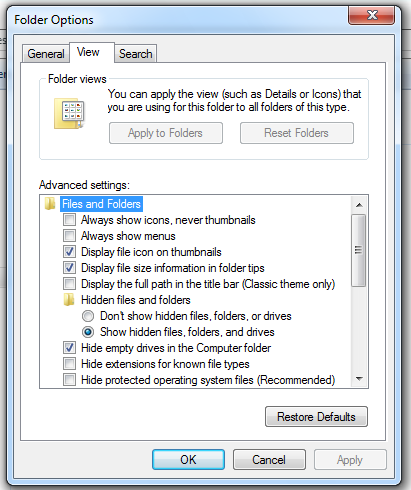 Folder Options
General
View
Search
Folder views
You can apply the view (such as Details or Icons) that
you are using for this folder to all folders of this type.
Apply to Folders
Reset Folders
Advanced settings:
Files and Folders
Always show icons, never thumbnails
Always show menus
Display file icon on thumbnails
Display file size information in folder tips
Display the full path in the title bar (Classic theme only)
Hidden files and folders
Don't show hidden files, folders, or drives
Show hidden files, folders, and drives
Hide empty drives in the Computer folder
Hide extensions for known file types
Hide protected operating system files (Recommended)
Restore Defaults
OK
Cancel
Apply